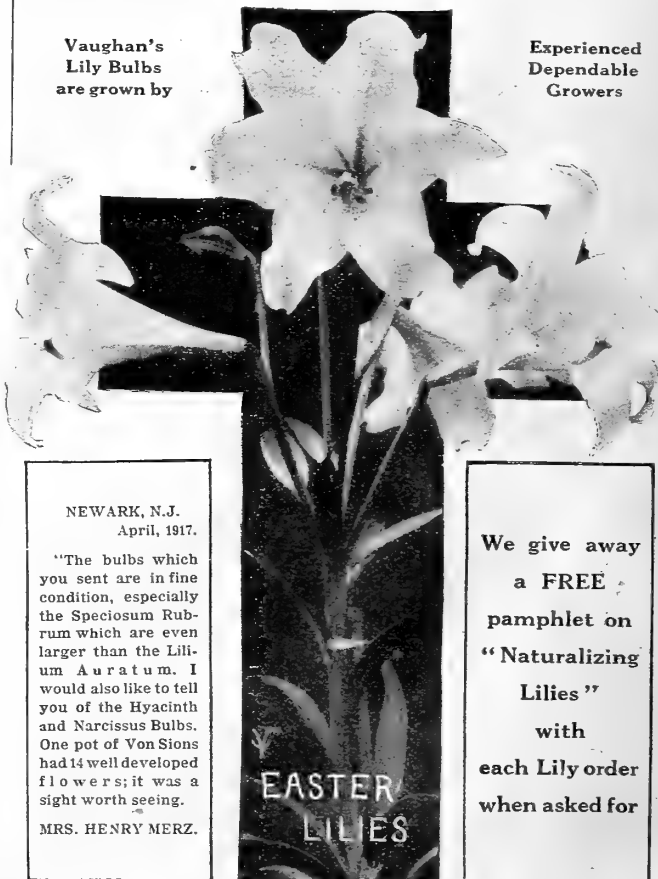 Vaughan's
Lily Bulbs
are grown by
Experienced
Dependable
Growers
NEWARK, N.J.
April, 1917.
"The bulbs which
you sent are in fine
condition, especially
the Speciosum Rub-
rum which are even
larger than the Lili-
um Auratum. I
would also like to tell
you of the Hyacinth
and Narcissus Bulbs.
One pot of Von Sions
had 14 well developed
flowers; it was a
sight worth seeing.
MRS. HENRY MERZ.
EASTER
LILIES
We give away
a FREE
pamphlet on
"Naturalizing
Lilies"
with
each Lily order
when asked for